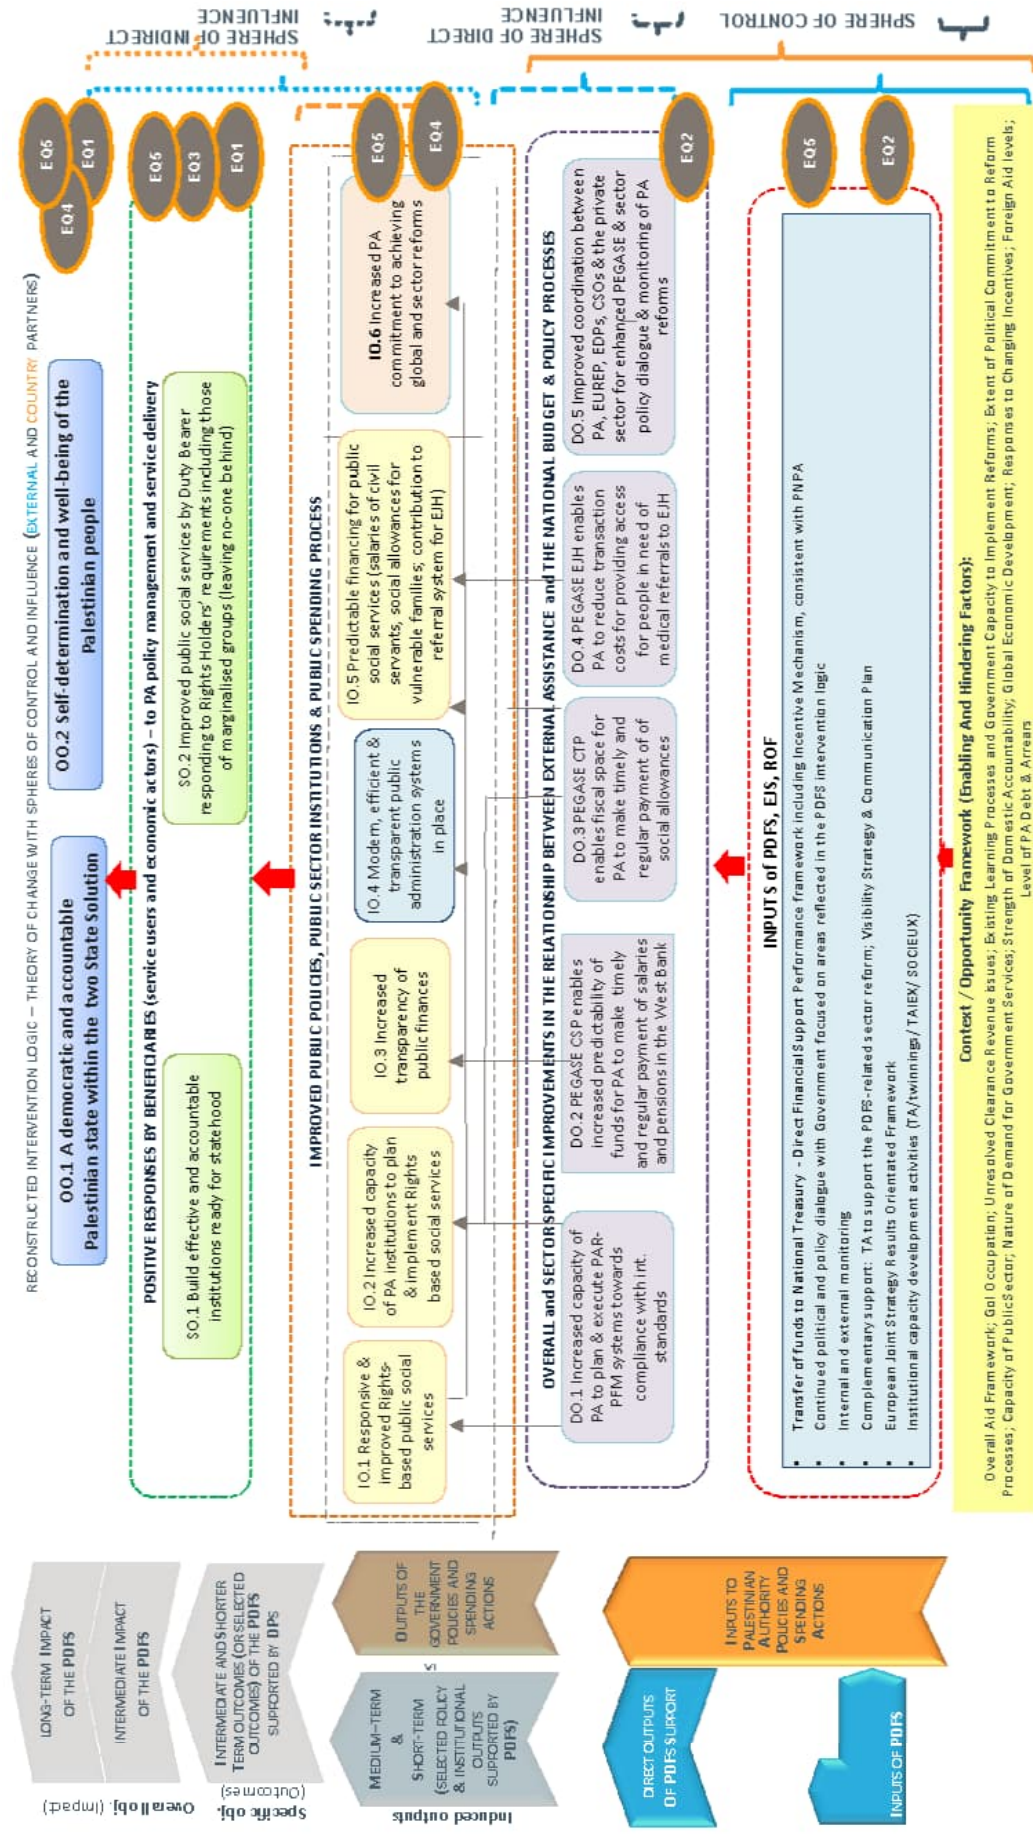 RECONSTRUCTED INTERVENTION LOGIC – THEORY OF CHANGE WITH SPHERES OF CONTROL AND INFLUENCE (EXTERNAL AND COUNTRY PARTNERS)
LONG-TERM IMPACT
OF THE PDFS
INTERMEDIATE IMPACT
OF THE PDFS
Overall obj. (Impact)
OO.1 A democratic and accountable
Palestinian state within the two State Solution
OO.2 Self-determination and well-being of the
Palestinian people
EQ5
EQ4
EQ1
INTERMEDIATE AND SHORTER
TERM OUTCOMES (OR SELECTED
OUTCOMES) OF THE PDFS
SUPPORTED BY DPS
Specific obj.
(Outcomes)
POSITIVE RESPONSES BY BENEFICIARIES (service users and economic actors) – to PA policy management and service delivery
SO.1 Build effective and accountable
institutions ready for statehood
SO.2 Improved public social services by Duty Bearer
responding to Rights Holders' requirements including those
of marginalised groups (leaving no-one behind)
EQ5
EQ3
EQ1
SPHERE OF INDIRECT
INFLUENCE
MEDIUM–TERM
&
SHORT-TERM
(SELECTED POLICY
& INSTITUTIONAL
OUTPUTS
SUPPORTED BY
PDFS)
Induced outputs
OUTPUTS OF
THE
GOVERNMENT
POLICIES AND
SPENDING
ACTIONS
IMPROVED PUBLIC POLICIES, PUBLIC SECTOR INSTITUTIONS & PUBLIC SPENDING PROCESS
IO.1 Responsive &
improved Rights-
based public social
services
IO.2 Increased capacity
of PA institutions to plan
& implement Rights
based social services
IO.3 Increased
transparency of
public finances
IO.4 Modern, efficient &
transparent public
administration systems
in place
IO.5 Predictable financing for public
social services (salaries of civil
servants, social allowances for
vulnerable families; contribution to
referral system for EJH)
IO.6 Increased PA
commitment to achieving
global and sector reforms
EQ5
EQ4
SPHERE OF DIRECT
INFLUENCE
DIRECT OUTPUTS
OF PDFS SUPPORT
INPUTS TO
PALESTINIAN
AUTHORITY
POLICIES AND
SPENDING
ACTIONS
OVERALL and SECTOR SPECIFIC IMPROVEMENTS IN THE RELATIONSHIP BETWEEN EXTERNAL ASSISTANCE and THE NATIONAL BUDGET & POLICY PROCESSES
DO.1 Increased capacity of
PA to plan & execute PAR-
PFM systems towards
compliance with int.
standards
DO.2 PEGASE CSP enables
increased predictability of
funds for PA to make timely
and regular payment of salaries
and pensions in the West Bank
DO.3 PEGASE CTP
enables fiscal space for
PA to make timely and
regular payment of of
social allowances
DO.4 PEGASE EJH enables
PA to reduce transaction
costs for providing access
for people in need of
medical referrals to EJH
DO.5 Improved coordination between
PA, EUREP, EDPs, CSOs & the private
sector for enhanced PEGASE & sector
policy dialogue & monitoring of PA
reforms
EQ2
SPHERE OF CONTROL
INPUTS OF PDFS
INPUTS of PDFS, EJS, ROF
▪ Transfer of funds to National Treasury - Direct Financial Support Performance framework including Incentive Mechanism, consistent with PNPA
▪ Continued political and policy dialogue with Government focused on areas reflected in the PDFS intervention logic
▪ Internal and external monitoring
▪ Complementary support: TA to support the PDFS-related sector reform; Visibility Strategy & Communication Plan
▪ European Joint Strategy Results Orientated Framework
▪ Institutional capacity development activities (TA/twinnings/ TAIEX/ SOCIEUX)
EQ5
EQ2
Context / Opportunity Framework (Enabling And Hindering Factors):
Overall Aid Framework; GoI Occupation; Unresolved Clearance Revenue issues; Existing Learning Processes and Government Capacity to Implement Reforms; Extent of Political Commitment to Reform
Processes; Capacity of Public Sector; Nature of Demand for Government Services; Strength of Domestic Accountability; Global Economic Development; Responses to Changing Incentives; Foreign Aid levels;
Level of PA Debt & Arrears